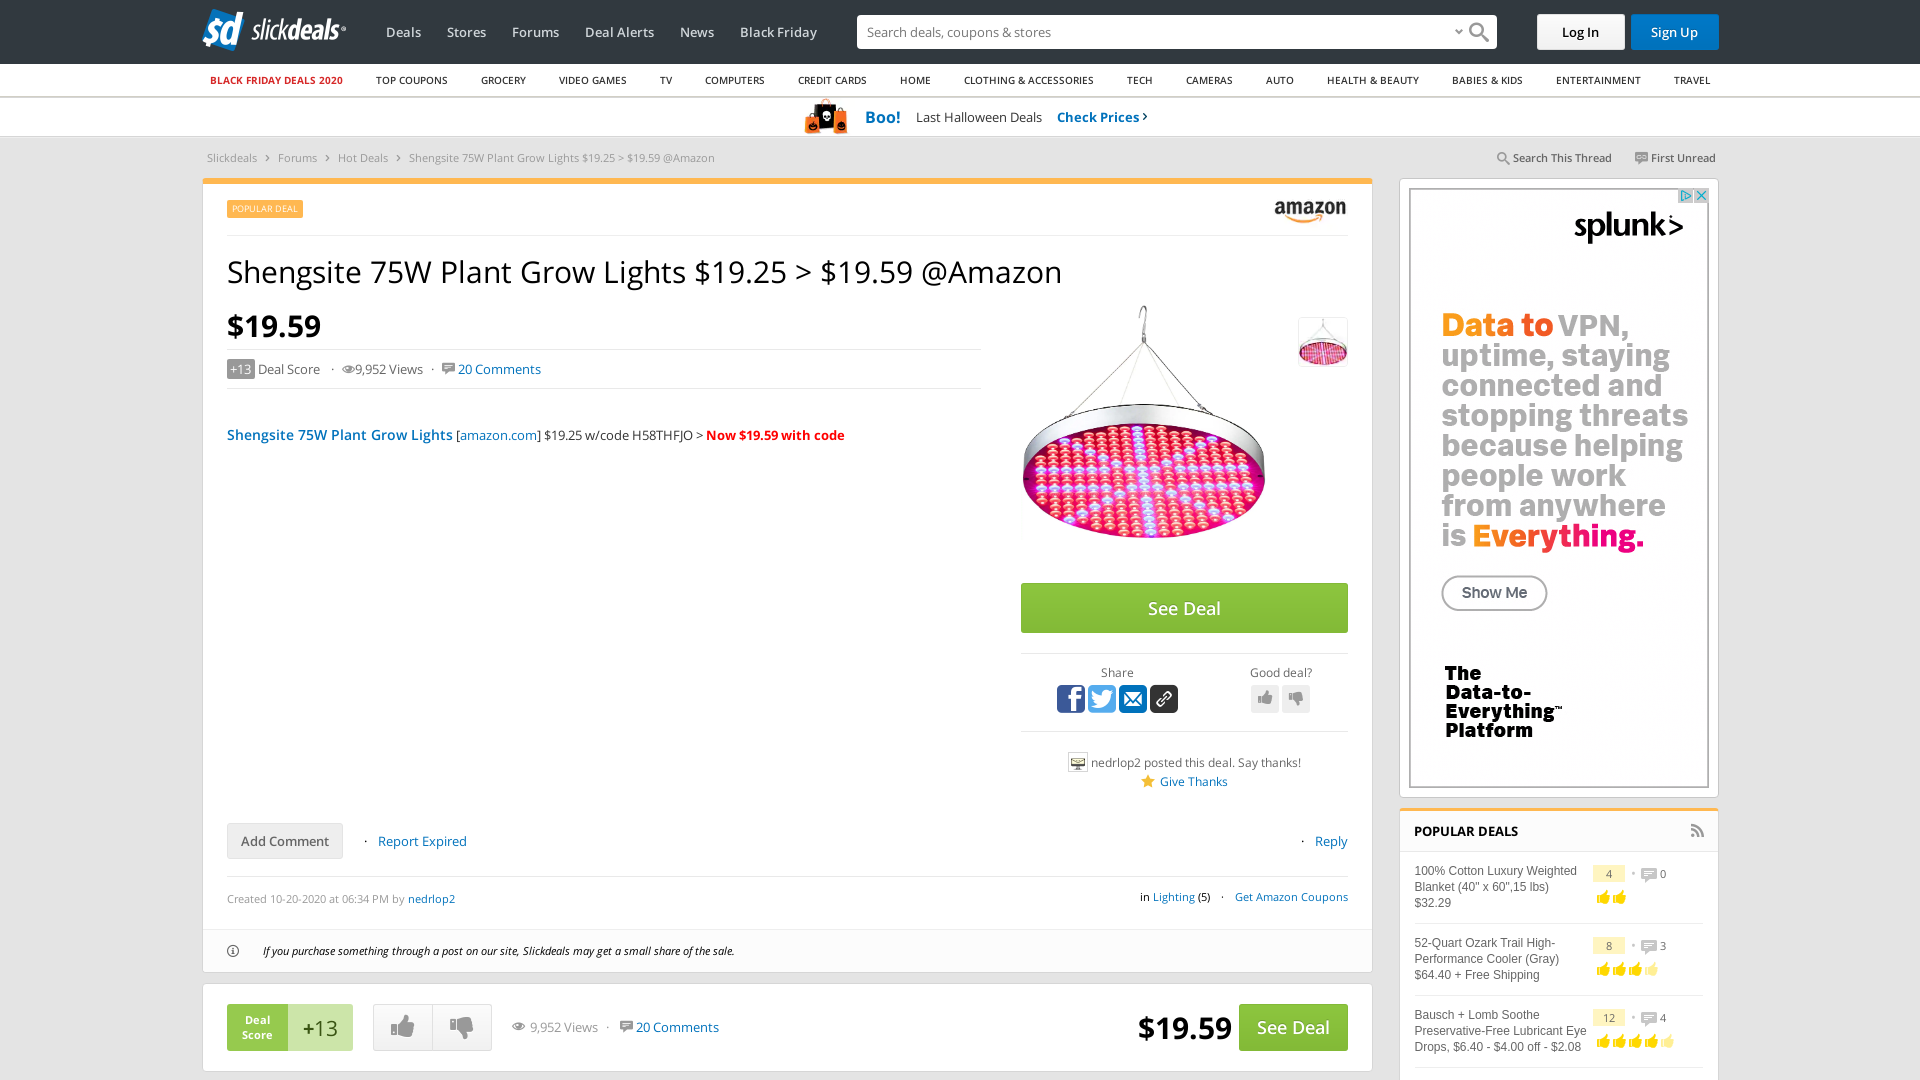 sd slickdeals
Deals Stores Forums Deal Alerts News Black Friday
Search deals, coupons & stores
Log In
Sign Up
BLACK FRIDAY DEALS 2020 TOP COUPONS GROCERY VIDEO GAMES TV COMPUTERS CREDIT CARDS HOME CLOTHING & ACCESSORIES TECH CAMERAS AUTO HEALTH & BEAUTY BABIES & KIDS ENTERTAINMENT TRAVEL
Boo! Last Halloween Deals Check Prices ›
Slickdeals › Forums › Hot Deals › Shengsite 75W Plant Grow Lights $19.25 > $19.59 @Amazon
Search This Thread First Unread
POPULAR DEAL
amazon
Shengsite 75W Plant Grow Lights $19.25 > $19.59 @Amazon
$19.59
+13 Deal Score · 9,952 Views · 20 Comments
Shengsite 75W Plant Grow Lights [amazon.com] $19.25 w/code H58THFJO > Now $19.59 with code
See Deal
Share
Good deal?
nedrlop2 posted this deal. Say thanks!
Give Thanks
Add Comment · Report Expired
· Reply
Created 10-20-2020 at 06:34 PM by nedrlop2
in Lighting (5) · Get Amazon Coupons
If you purchase something through a post on our site, Slickdeals may get a small share of the sale.
Deal
Score
+13
9,952 Views · 20 Comments
$19.59
See Deal
splunk>
Data to VPN,
uptime, staying
connected and
stopping threats
because helping
people work
from anywhere
is Everything.
Show Me
The
Data-to-
Everything™
Platform
POPULAR DEALS
100% Cotton Luxury Weighted
Blanket (40" x 60",15 lbs)
$32.29
4 • 0
52-Quart Ozark Trail High-
Performance Cooler (Gray)
$64.40 + Free Shipping
8 • 3
Bausch + Lomb Soothe
Preservative-Free Lubricant Eye
Drops, $6.40 - $4.00 off - $2.08
12 • 4